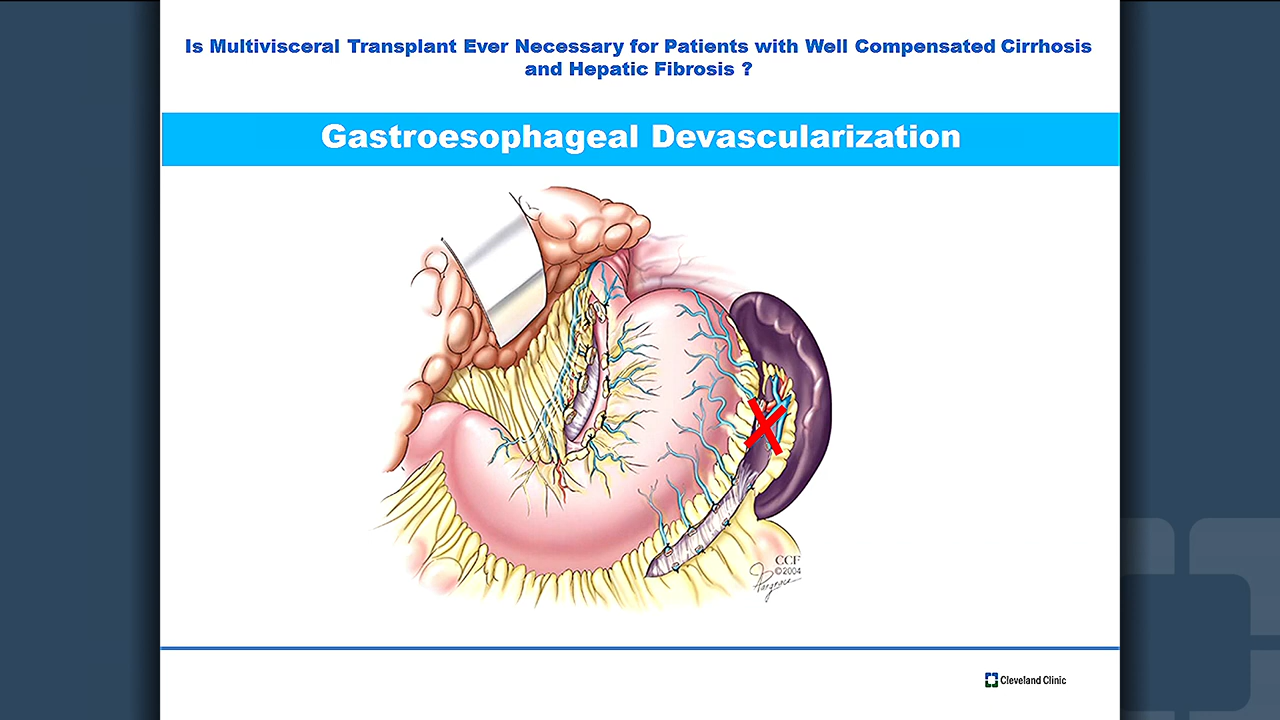 Is Multivisceral Transplant Ever Necessary for Patients with Well Compensated Cirrhosis
and Hepatic Fibrosis ?
Gastroesophageal Devascularization
CCF
©2004
Cleveland Clinic